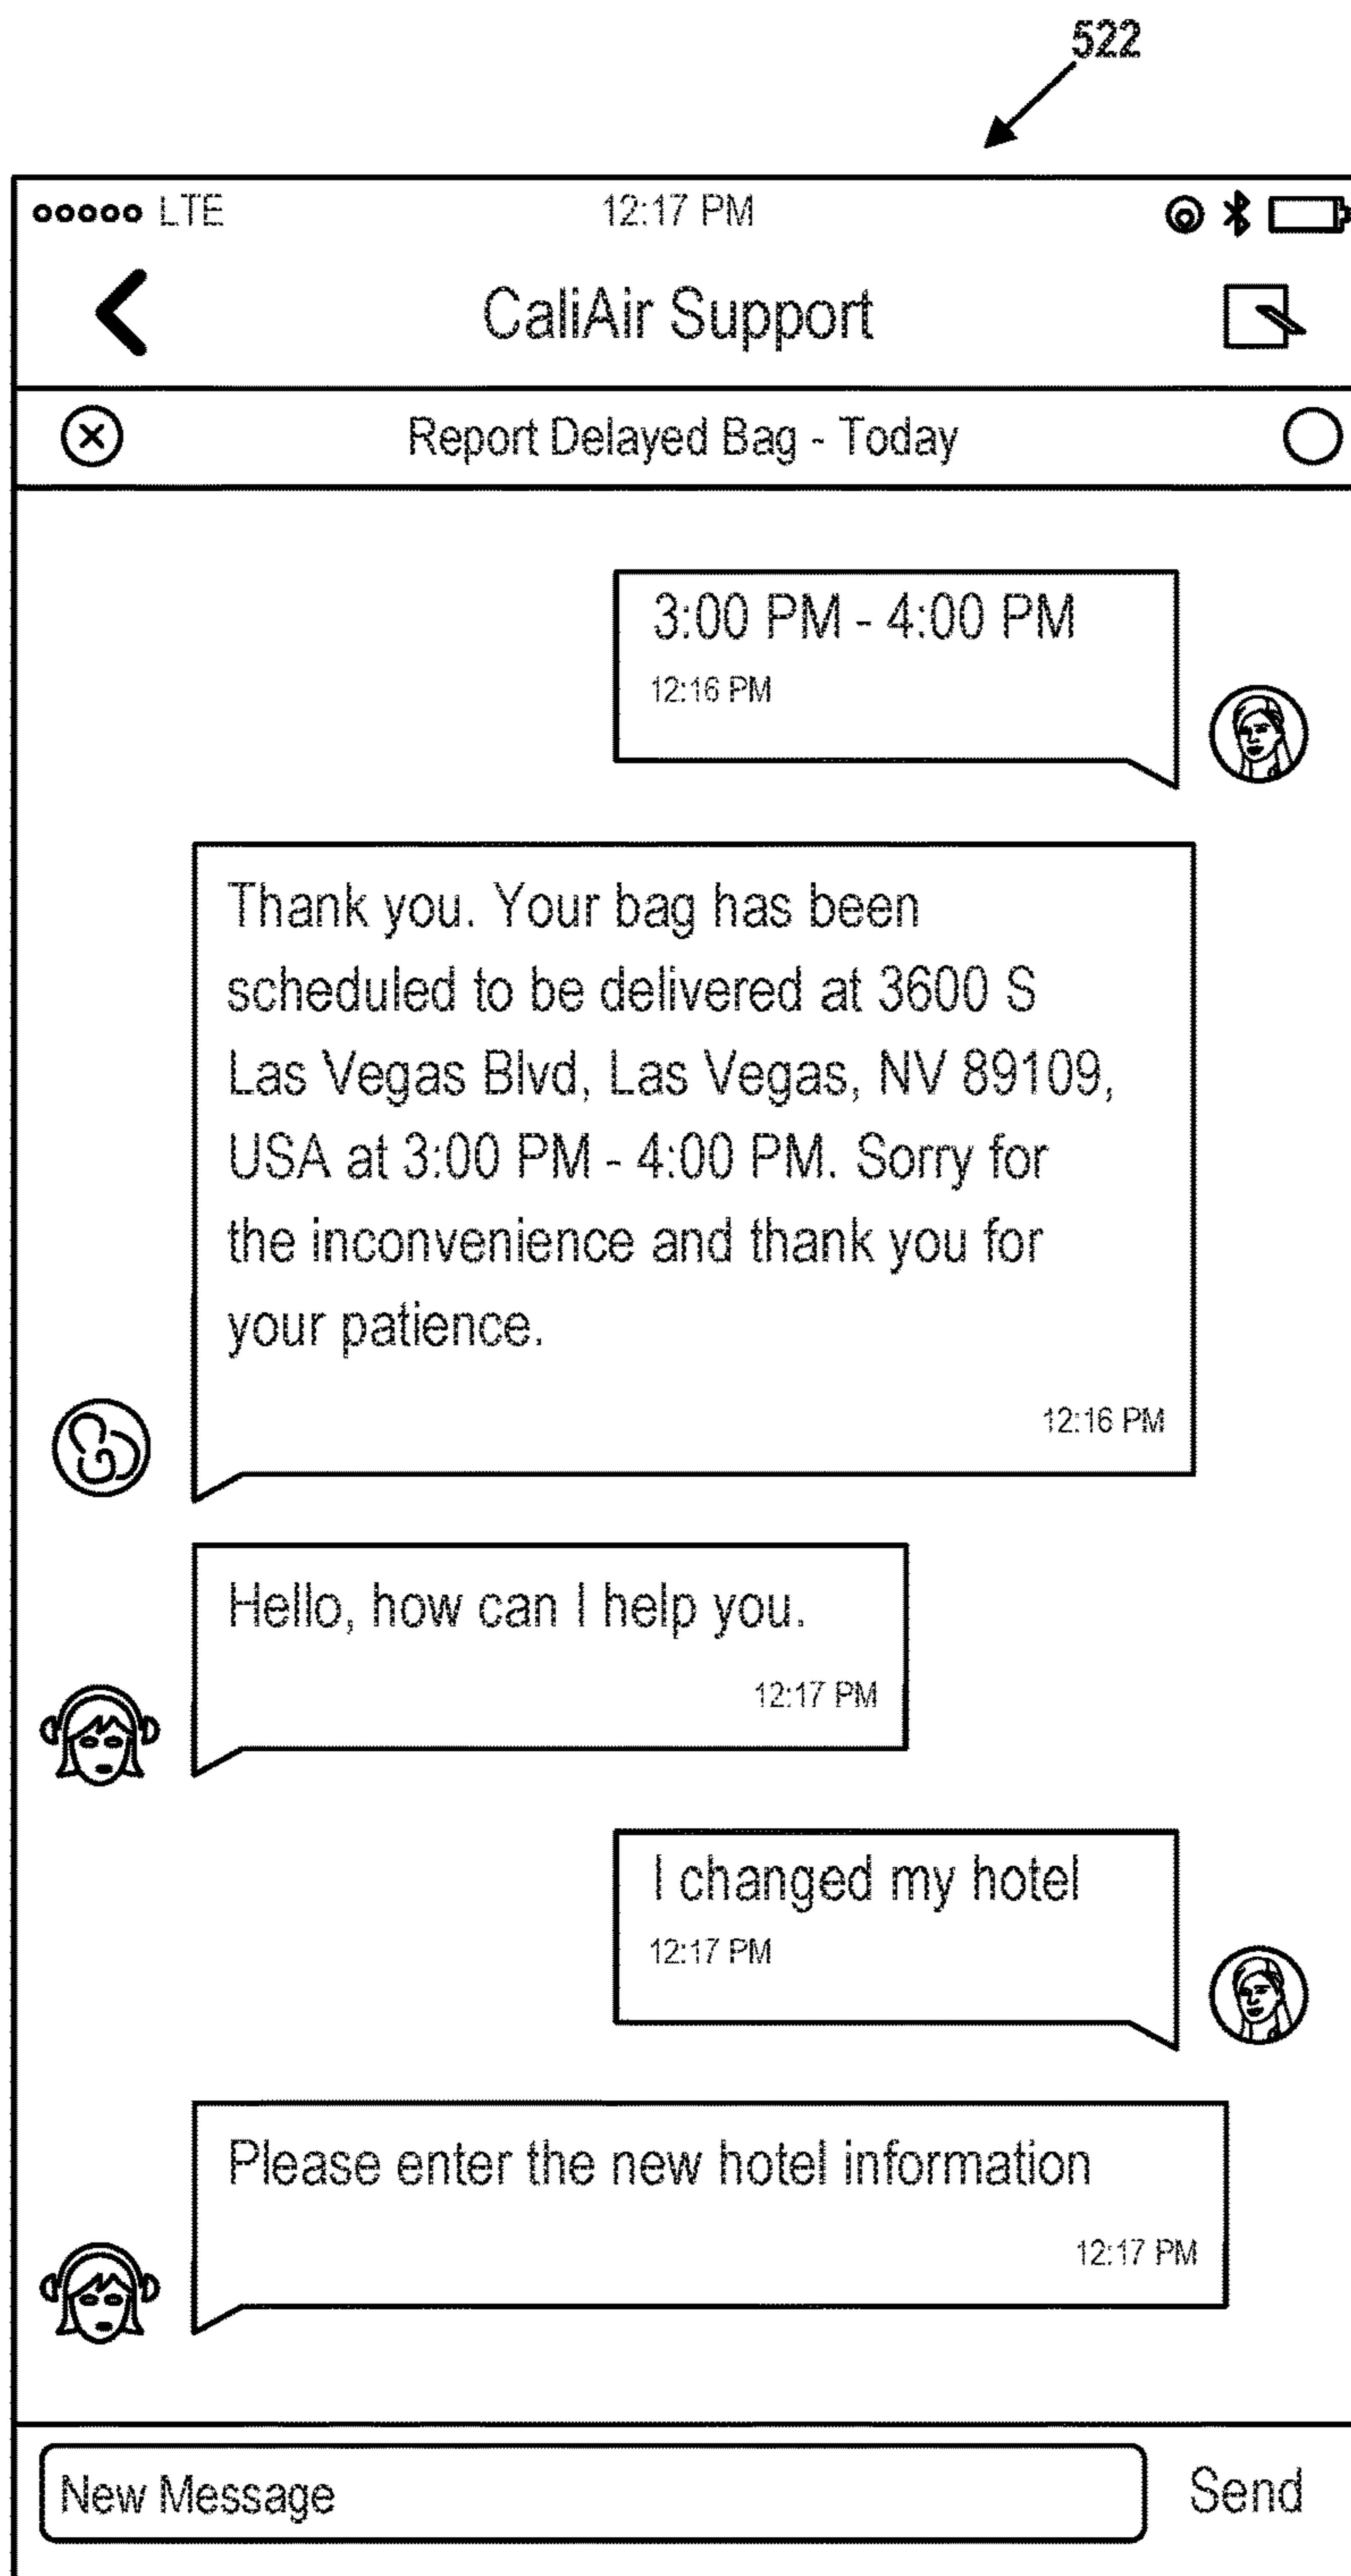 522
LTE 12:17 PM
CaliAir Support
Report Delayed Bag - Today
3:00 PM - 4:00 PM
12:16 PM
Thank you. Your bag has been
scheduled to be delivered at 3600 S
Las Vegas Blvd, Las Vegas, NV 89109,
USA at 3:00 PM - 4:00 PM. Sorry for
the inconvenience and thank you for
your patience.
12:16 PM
Hello, how can I help you.
12:17 PM
I changed my hotel
12:17 PM
Please enter the new hotel information
12:17 PM
New Message Send